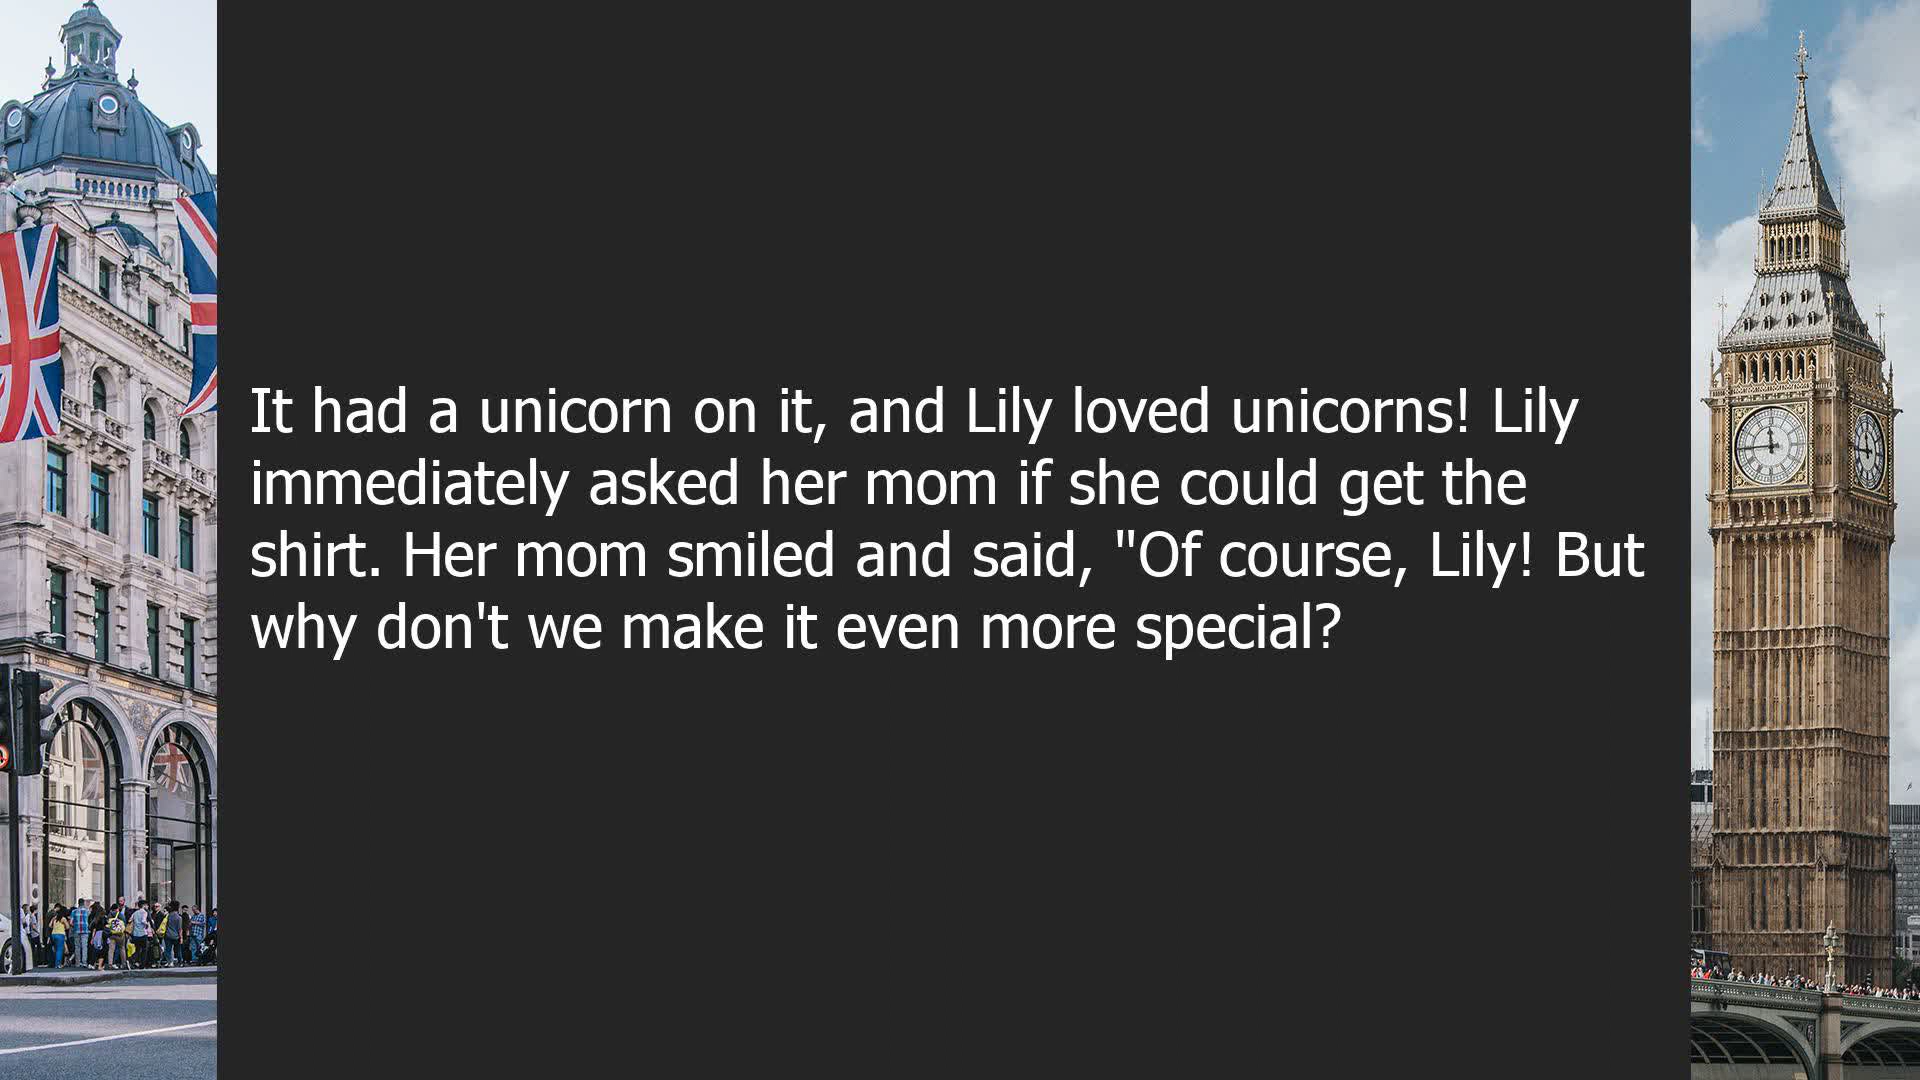 It had a unicorn on it, and Lily loved unicorns! Lily
immediately asked her mom if she could get the
shirt. Her mom smiled and said, "Of course, Lily! But
why don't we make it even more special?